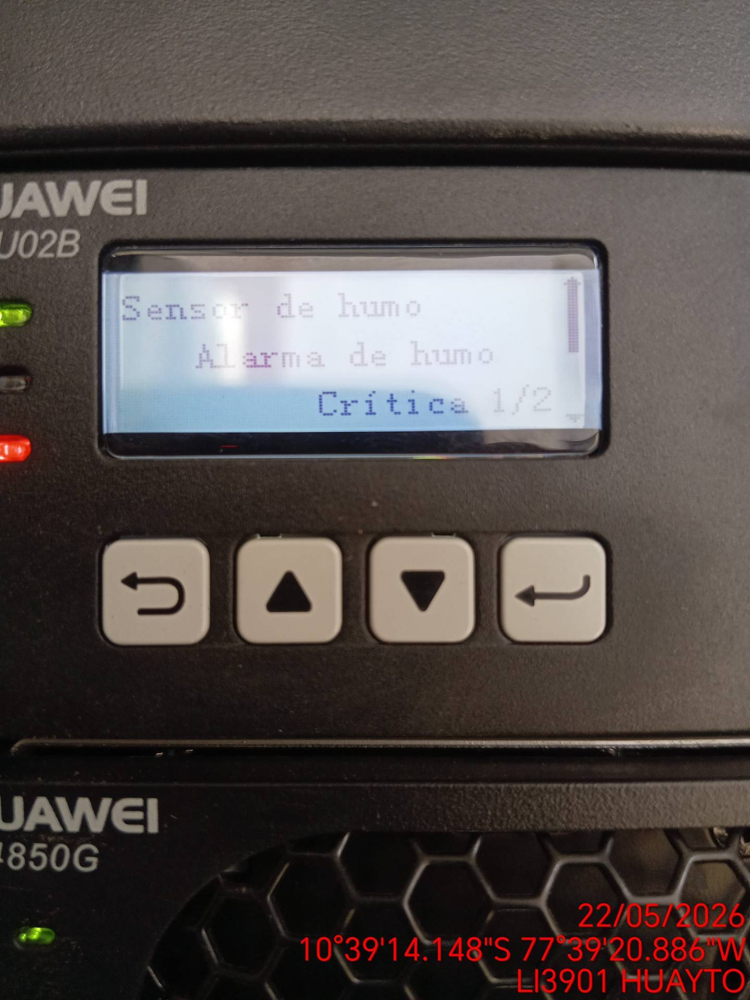 UAWEI
U02B
Sensor de humo
Alarma de humo
Crítica 1/2
UAWEI
4850G
22/05/2026
10°39'14.148"S 77°39'20.886"W
LI3901 HUAYTO